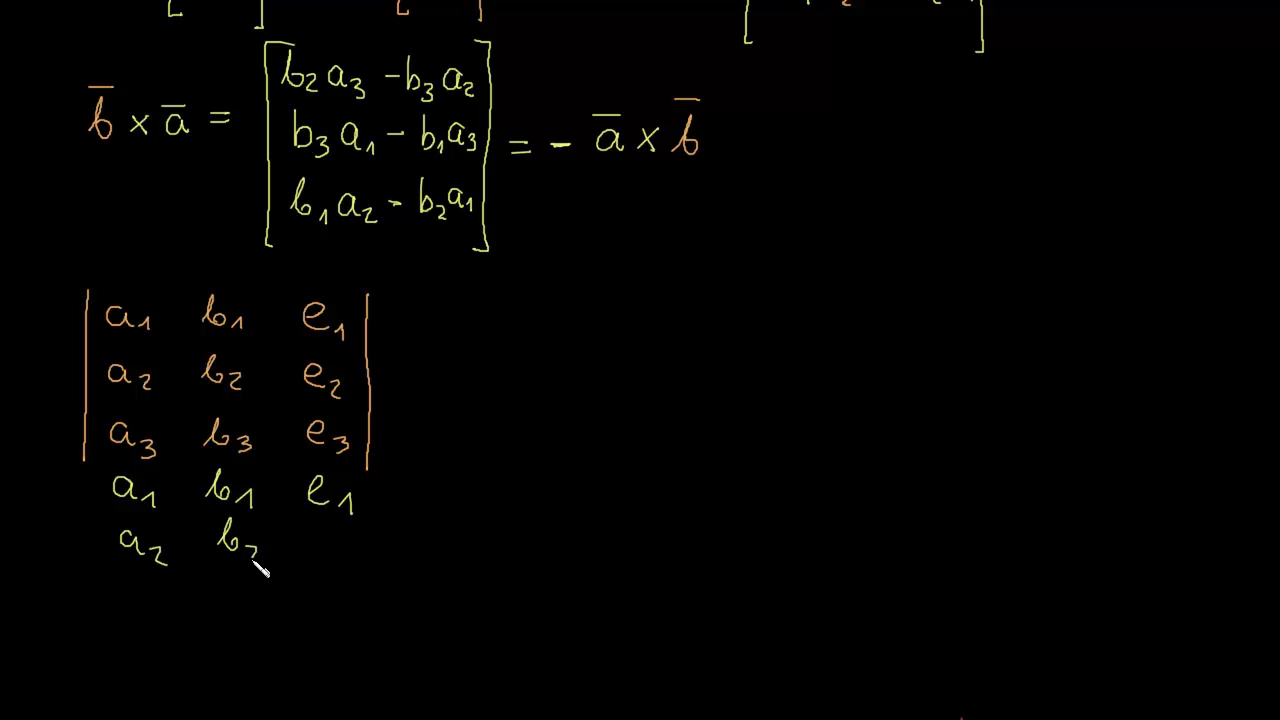 b̅ × a̅ = [ b₂a₃ - b₃a₂
b₃a₁ - b₁a₃
b₁a₂ - b₂a₁ ] = - a̅ × b̅
| a₁ b₁ e₁ |
| a₂ b₂ e₂ |
| a₃ b₃ e₃ |
a₁ b₁ e₁
a₂ b₂